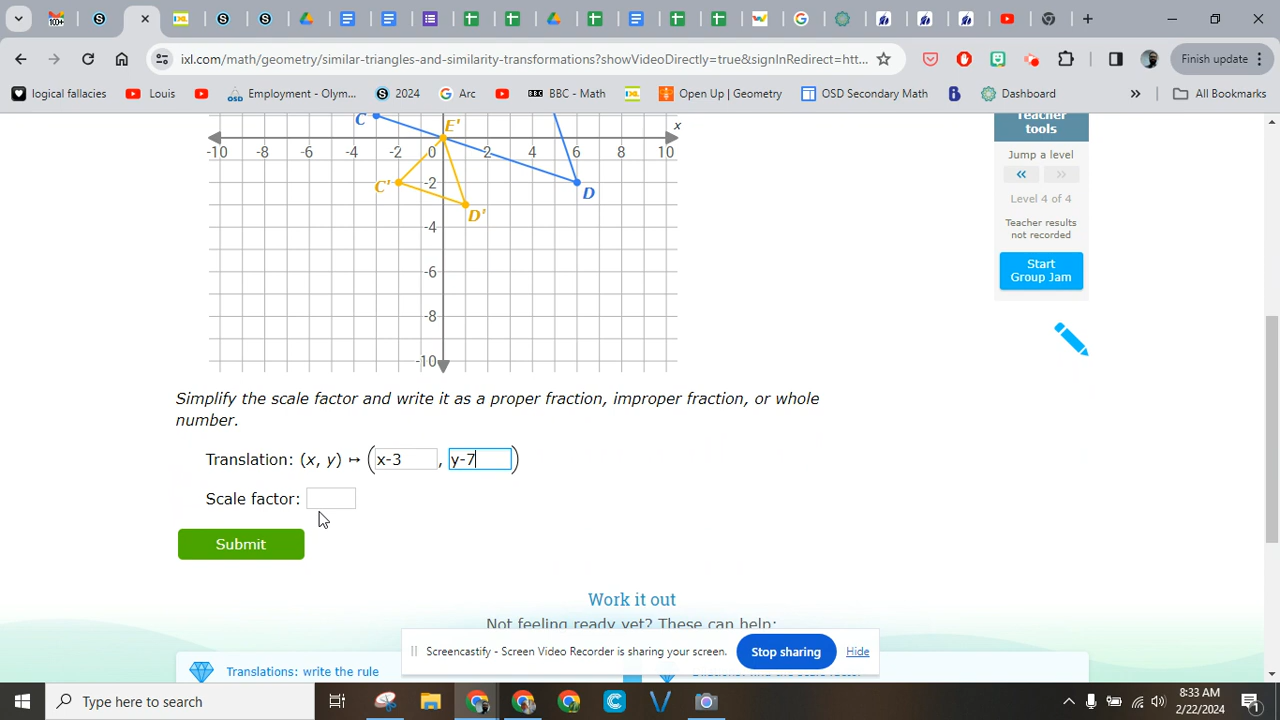 ixl.com/math/geometry/similar-triangles-and-similarity-transformations?showVideoDirectly=true&signInRedirect=htt...
Finish update
logical fallacies
Louis
OSD
Employment - Olym...
2024
Arc
BBC BBC - Math
IXL
Open Up | Geometry
OSD Secondary Math
Dashboard
»
All Bookmarks
C
E'
x
-10 -8 -6 -4 -2 0 2 4 6 8 10
C'
-2
D
D'
-4
-6
-8
-10
Teacher
tools
Jump a level
Level 4 of 4
Teacher results
not recorded
Start
Group Jam
Simplify the scale factor and write it as a proper fraction, improper fraction, or whole
number.
Translation: (x, y) ↦ (x-3 , y-7)
Scale factor:
Submit
Work it out
Not feeling ready yet? These can help:
Screencastify - Screen Video Recorder is sharing your screen.
Stop sharing
Hide
Translations: write the rule
Type here to search
8:33 AM
2/22/2024